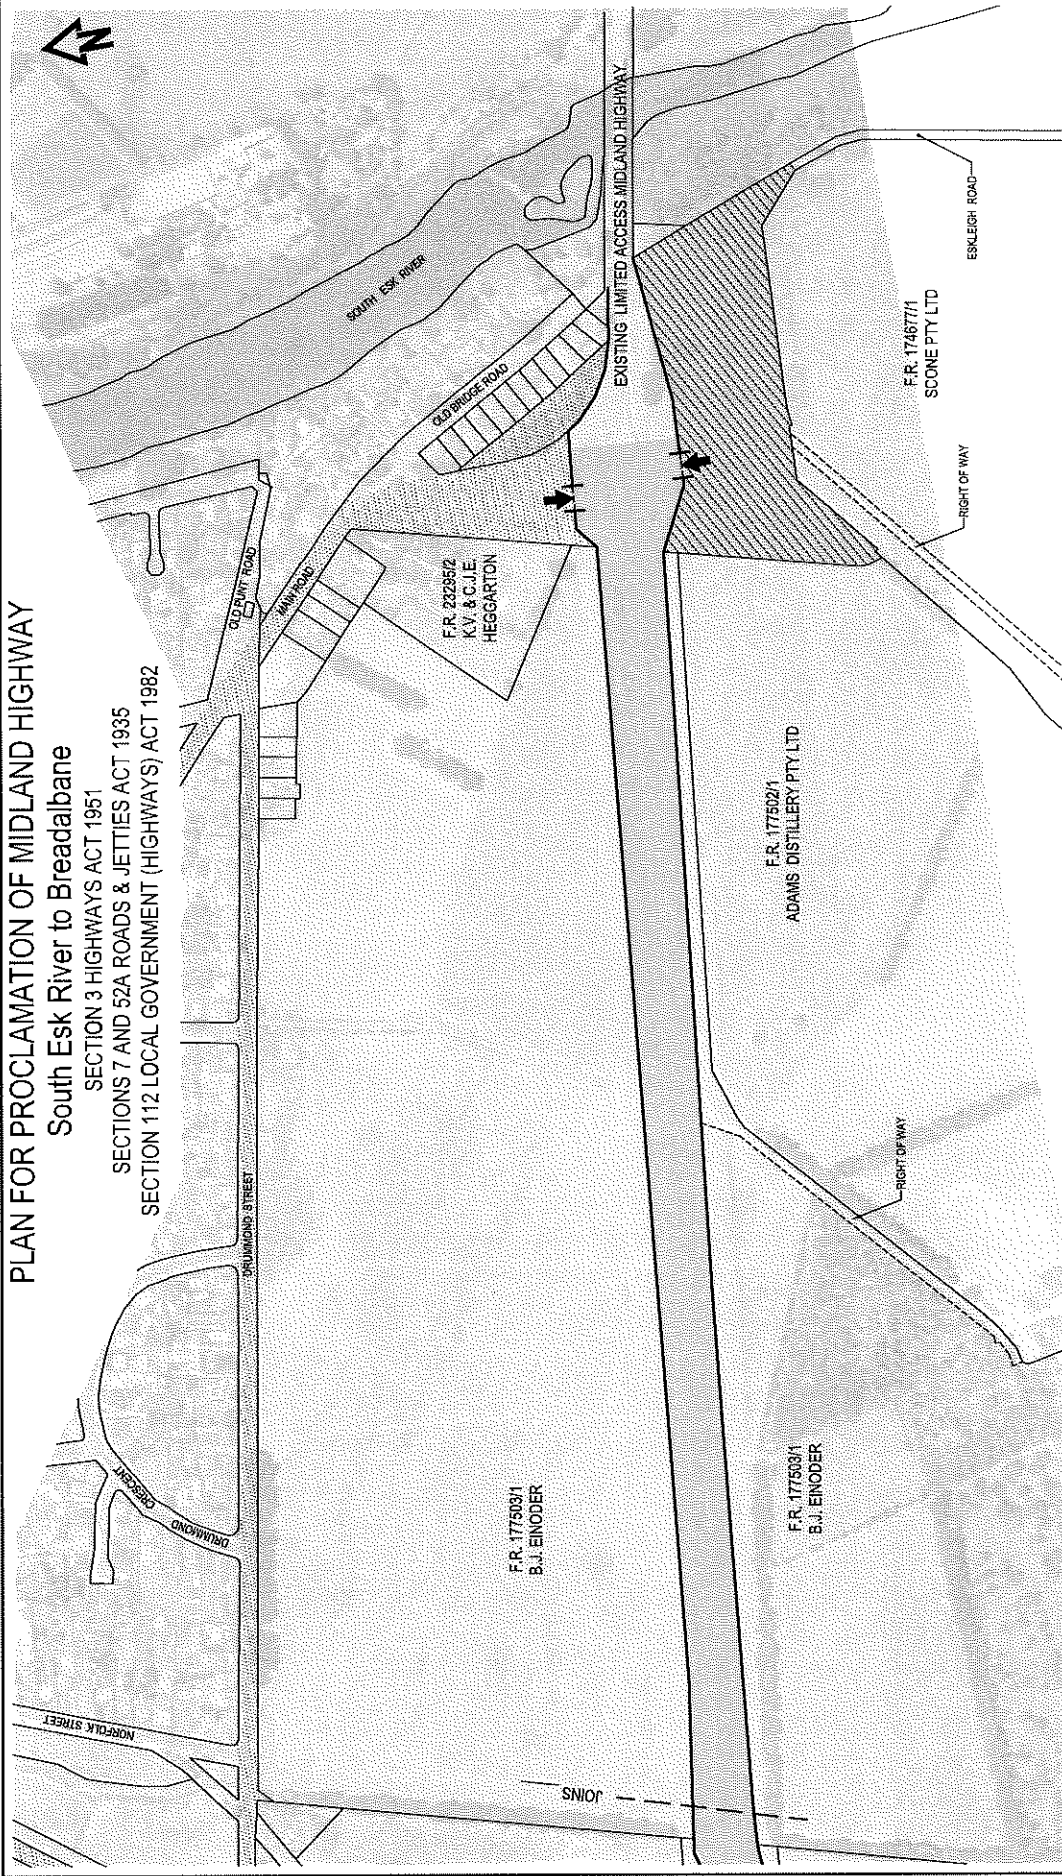 PLAN FOR PROCLAMATION OF MIDLAND HIGHWAY
South Esk River to Breadalbane
SECTION 3 HIGHWAYS ACT 1951
SECTIONS 7 AND 52A ROADS & JETTIES ACT 1935
SECTION 112 LOCAL GOVERNMENT (HIGHWAYS) ACT 1982
N
NORFOLK STREET
DRUMMOND
CRESCENT
DRUMMOND STREET
OLD PUNT ROAD
MAIN ROAD
OLD BRIDGE ROAD
SOUTH ESK RIVER
F.R. 23295/2
K.V. & C.J.E.
HEGGARTON
EXISTING LIMITED ACCESS MIDLAND HIGHWAY
F.R. 177503/1
B.J. EINODER
JOINS
F.R. 177503/1
B.J. EINODER
F.R. 177502/1
ADAMS DISTILLERY PTY LTD
RIGHT OF WAY
RIGHT OF WAY
F.R. 174677/1
SCONE PTY LTD
ESKLEIGH ROAD